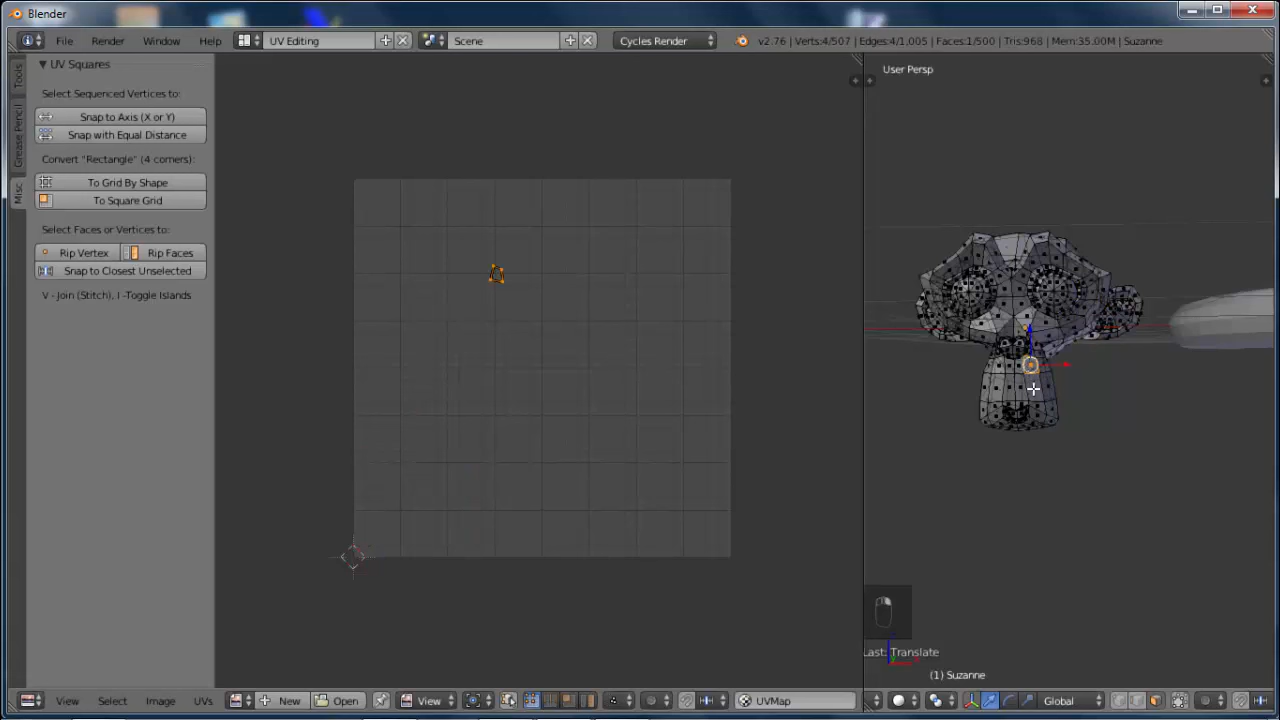 Blender
File Render Window Help UV Editing Scene Cycles Render v2.76 | Verts:4/507 | Edges:4/1,005 | Faces:1/500 | Tris:968 | Mem:35.00M | Suzanne
Tools
Grease Pencil
Misc
UV Squares
Select Sequenced Vertices to:
Snap to Axis (X or Y)
Snap with Equal Distance
Convert "Rectangle" (4 corners):
To Grid By Shape
To Square Grid
Select Faces or Vertices to:
Rip Vertex Rip Faces
Snap to Closest Unselected
V - Join (Stitch), I -Toggle Islands
User Persp
Last: Translate
(1) Suzanne
View Select Image UVs New Open View UVMap Global